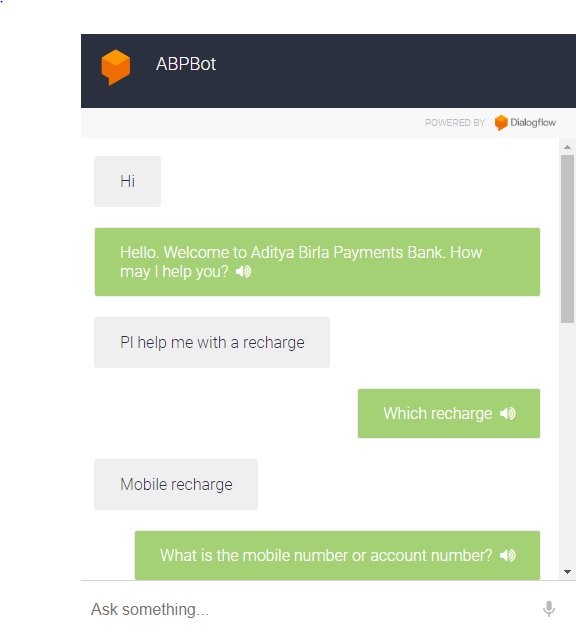 ABPBot
POWERED BY Dialogflow
Hi
Hello. Welcome to Aditya Birla Payments Bank. How
may I help you?
Pl help me with a recharge
Which recharge
Mobile recharge
What is the mobile number or account number?
Ask something...